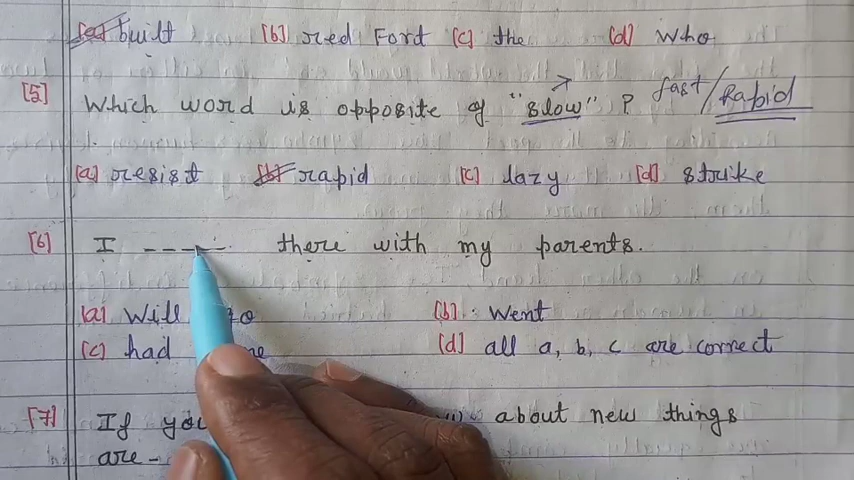 [a] built [b] red Ford [c] the [d] who
[5] Which word is opposite of "slow" ? fast/Rapid
[a] resist [b] rapid [c] lazy [d] strike
[6] I ---- there with my parents.
[a] Will [b] : Went
[c] had [d] all a, b, c are correct
[7] If you about new things
are-